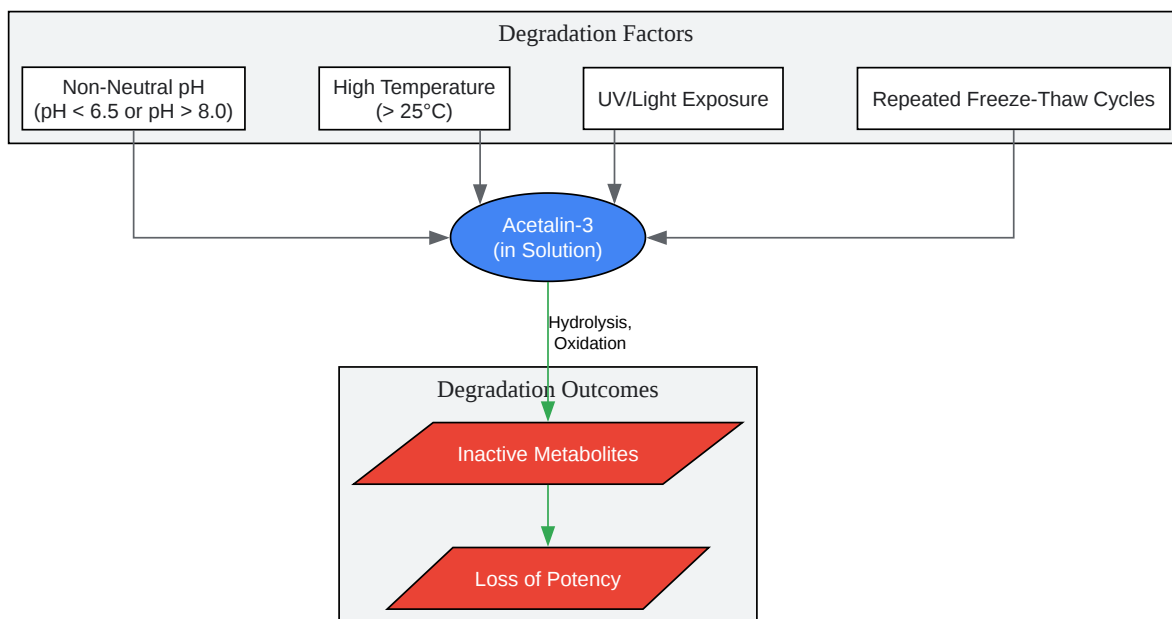 Degradation Factors
Non-Neutral pH
(pH < 6.5 or pH > 8.0)
High Temperature
(> 25°C)
UV/Light Exposure
Repeated Freeze-Thaw Cycles
Acetalin-3
(in Solution)
Hydrolysis,
Oxidation
Degradation Outcomes
Inactive Metabolites
Loss of Potency